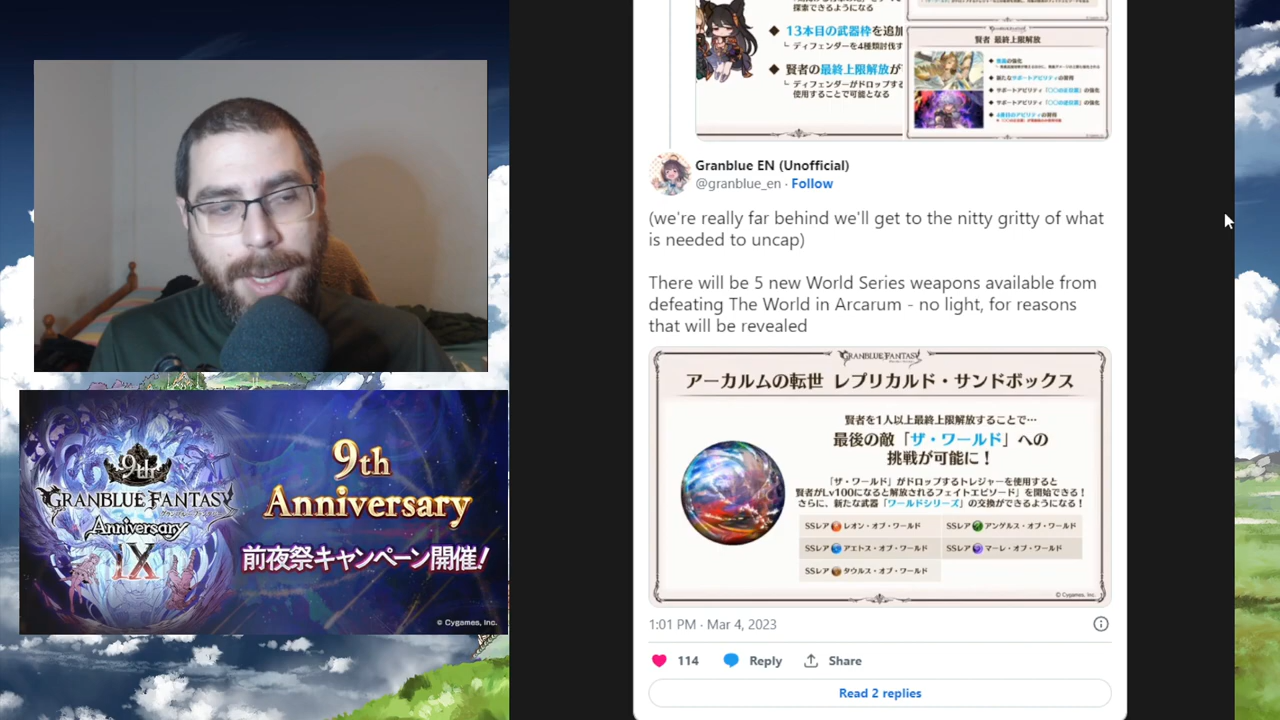 探索できるようになる
◆ 13本目の武器枠を追加
└ ディフェンダーを4種類討伐す
◆ 賢者の最終上限解放が
└ ディフェンダーがドロップする
使用することで可能となる
賢者 最終上限解放
Granblue EN (Unofficial)
@granblue_en · Follow
(we're really far behind we'll get to the nitty gritty of what
is needed to uncap)
There will be 5 new World Series weapons available from
defeating The World in Arcarum - no light, for reasons
that will be revealed
GRANBLUE FANTASY
アーカルムの転世 レプリカルド・サンドボックス
賢者を1人以上最終上限解放することで…
最後の敵「ザ・ワールド」への
挑戦が可能に！
「ザ・ワールド」がドロップするトレジャーを使用すると
賢者がLv100になると解放されるフェイトエピソード」を開始できる！
さらに、新たな武器「ワールドシリーズ」の交換ができるようになる！
SSレア レオン・オブ・ワールド
SSレア アンゲルス・オブ・ワールド
SSレア アエトス・オブ・ワールド
SSレア マーレ・オブ・ワールド
SSレア タウルス・オブ・ワールド
© Cygames, Inc.
1:01 PM · Mar 4, 2023
114 Reply Share
Read 2 replies
9th
GRANBLUE FANTASY
Anniversary
IX
9th
Anniversary
前夜祭キャンペーン開催！
© Cygames, Inc.